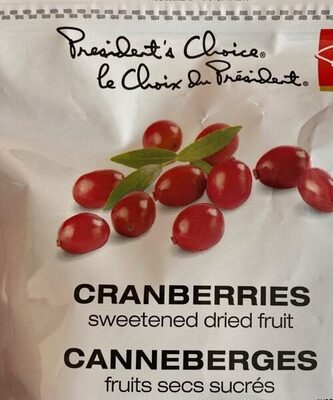 President's Choice®
le Choix du Président®
CRANBERRIES
sweetened dried fruit
CANNEBERGES
fruits secs sucrés